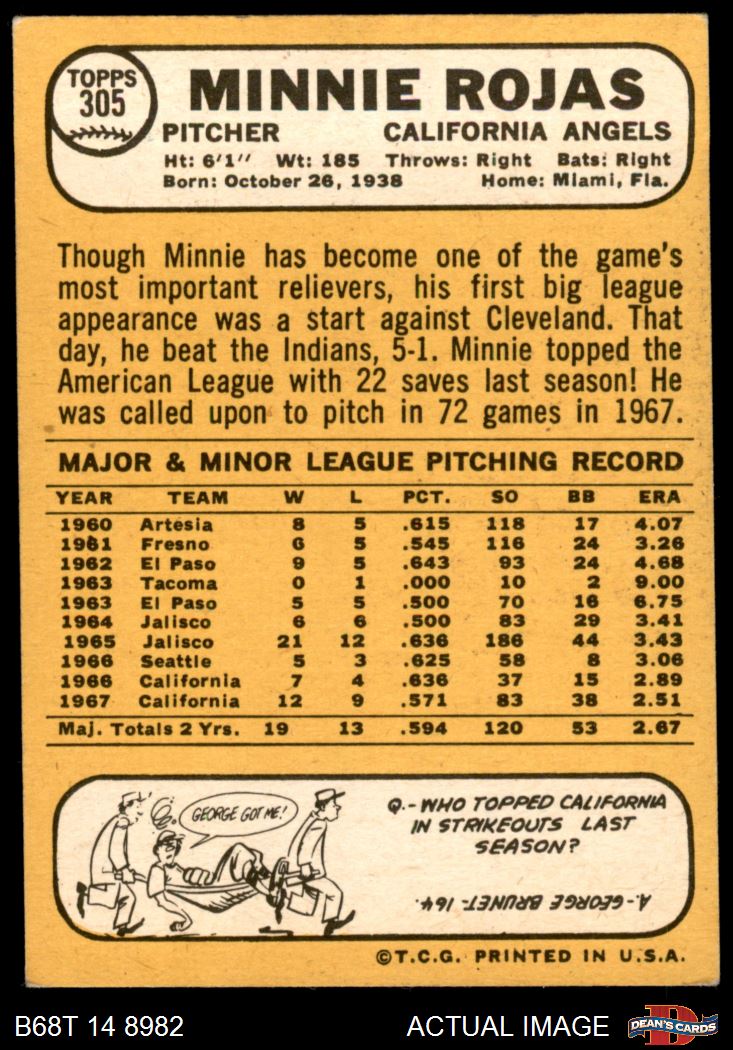 TOPPS
305
MINNIE ROJAS
PITCHER CALIFORNIA ANGELS
Ht: 6'1" Wt: 185 Throws: Right Bats: Right
Born: October 26, 1938 Home: Miami, Fla.
Though Minnie has become one of the game's
most important relievers, his first big league
appearance was a start against Cleveland. That
day, he beat the Indians, 5-1. Minnie topped the
American League with 22 saves last season! He
was called upon to pitch in 72 games in 1967.
MAJOR & MINOR LEAGUE PITCHING RECORD
YEAR TEAM W L PCT. SO BB ERA
1960 Artesia 8 5 .615 118 17 4.07
1961 Fresno 6 5 .545 116 24 3.26
1962 El Paso 9 5 .643 93 24 4.68
1963 Tacoma 0 1 .000 10 2 9.00
1963 El Paso 5 5 .500 70 16 6.75
1964 Jalisco 6 6 .500 83 29 3.41
1965 Jalisco 21 12 .636 186 44 3.43
1966 Seattle 5 3 .625 58 8 3.06
1966 California 7 4 .636 37 15 2.89
1967 California 12 9 .571 83 38 2.51
Maj. Totals 2 Yrs. 19 13 .594 120 53 2.67
GEORGE GOT ME!
Q.-WHO TOPPED CALIFORNIA
IN STRIKEOUTS LAST
SEASON?
A.-GEORGE BRUNET-164.
©T.C.G. PRINTED IN U.S.A.
B68T 14 8982 ACTUAL IMAGE D DEAN'S CARDS